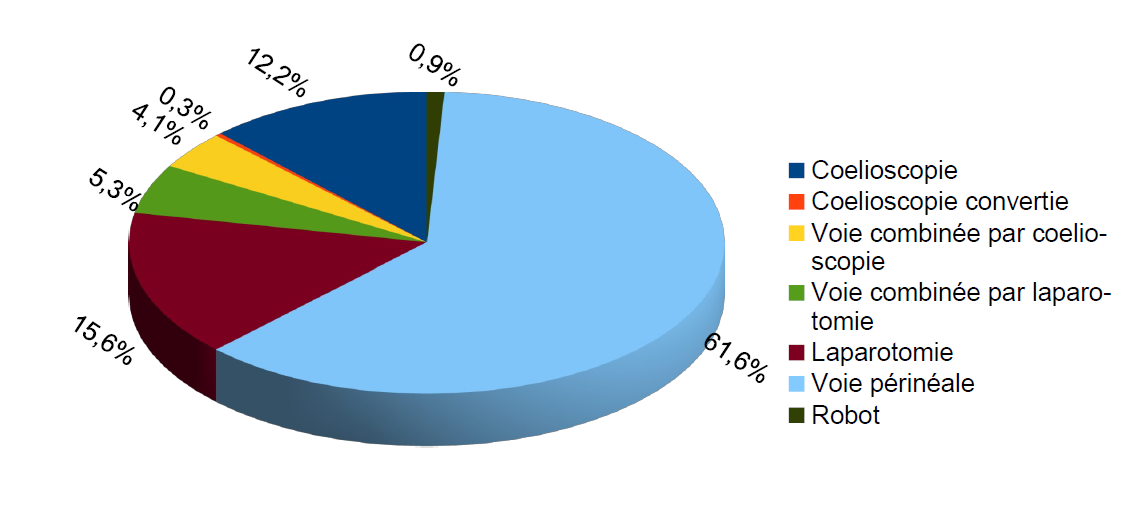 0,9%
12,2%
0,3%
4,1%
5,3%
15,6%
61,6%
Coelioscopie
Coelioscopie convertie
Voie combinée par coelio-
scopie
Voie combinée par laparo-
tomie
Laparotomie
Voie périnéale
Robot